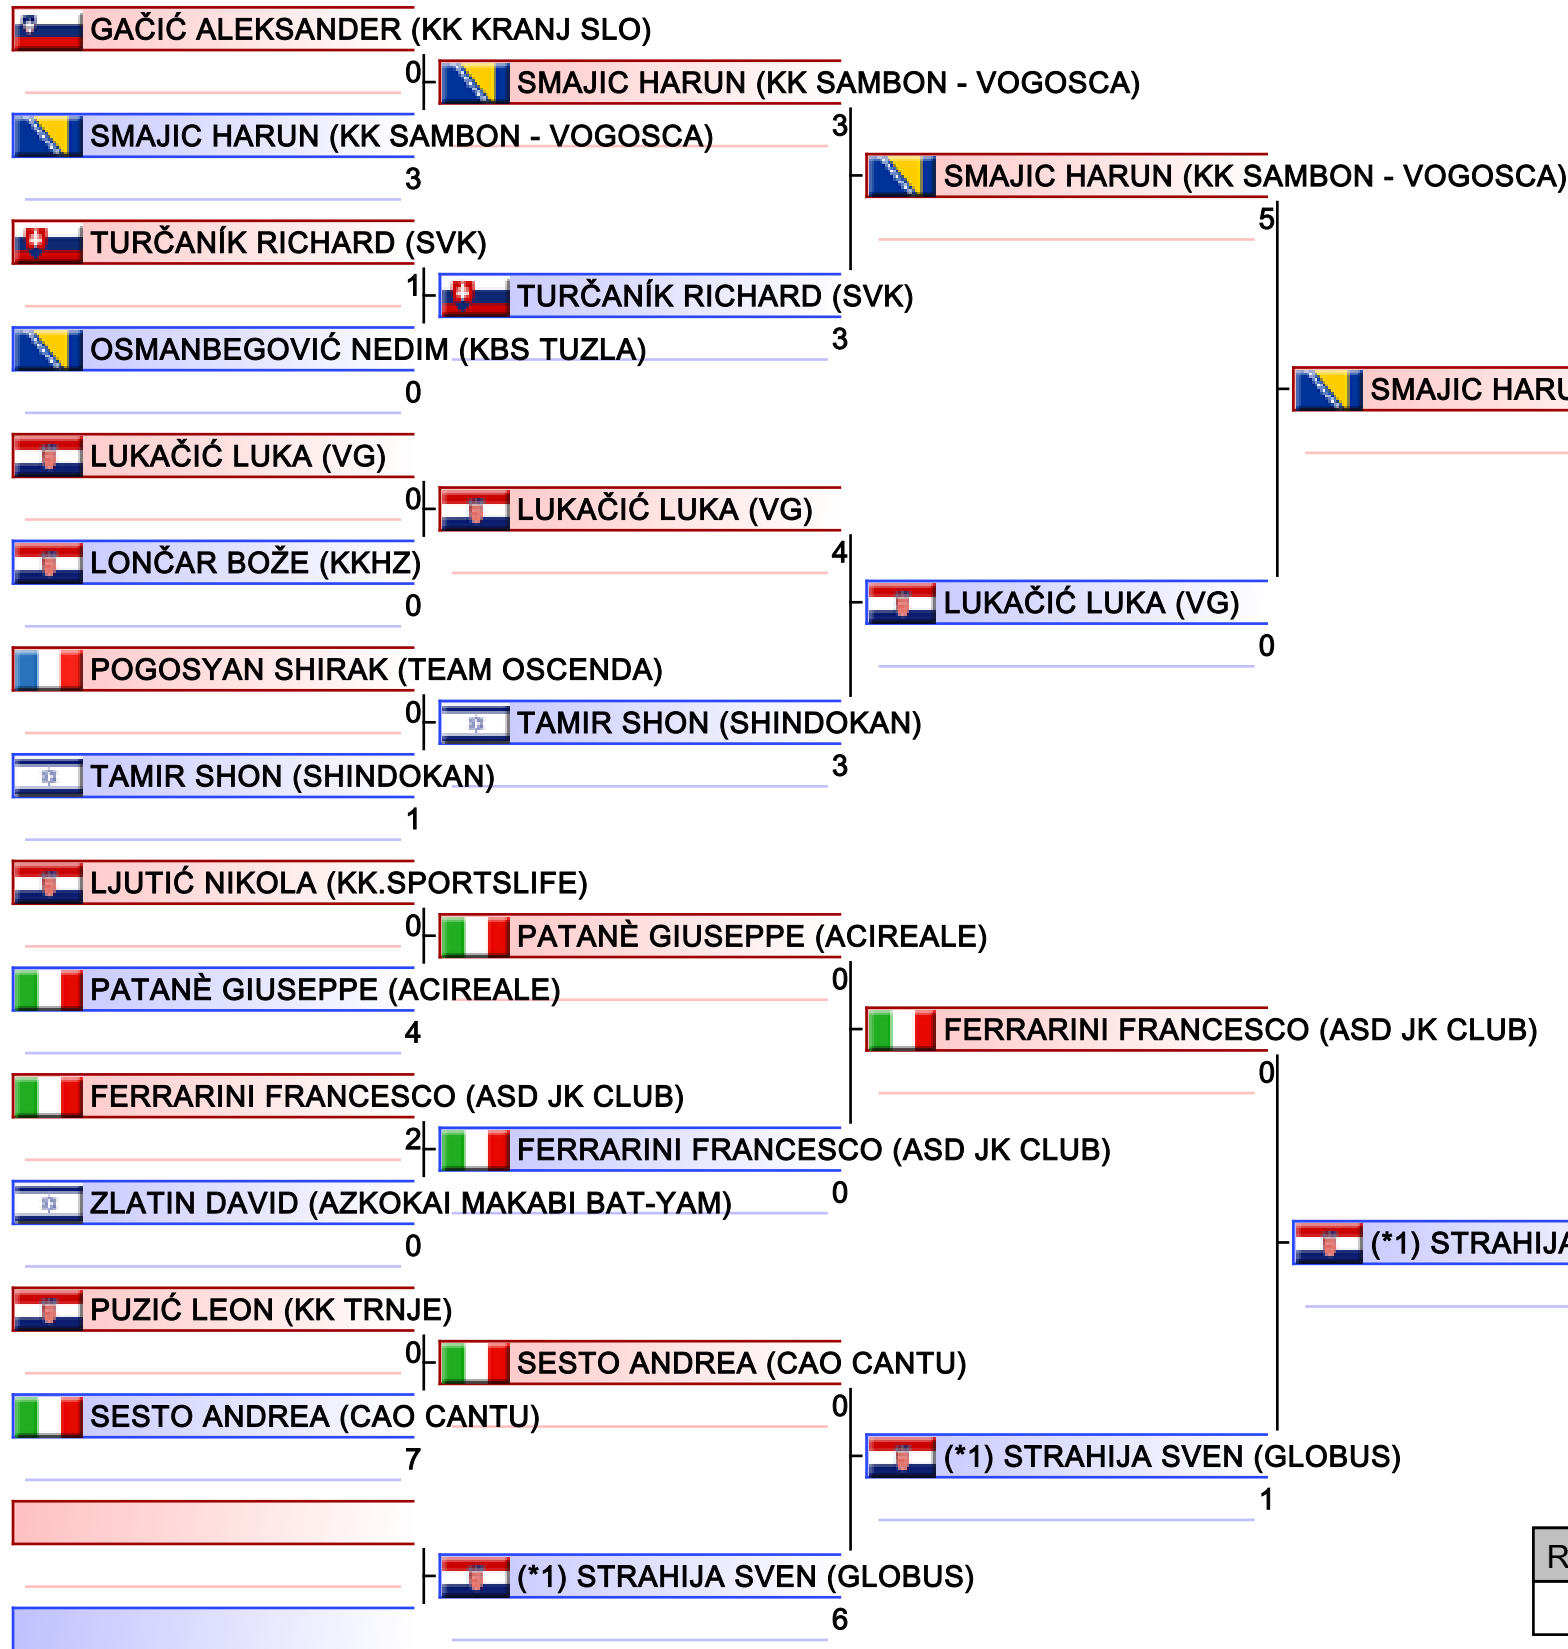 GAČIĆ ALEKSANDER (KK KRANJ SLO)
0
SMAJIC HARUN (KK SAMBON - VOGOSCA)
3
TURČANÍK RICHARD (SVK)
1
OSMANBEGOVIĆ NEDIM (KBS TUZLA)
0
LUKAČIĆ LUKA (VG)
0
LONČAR BOŽE (KKHZ)
0
POGOSYAN SHIRAK (TEAM OSCENDA)
0
TAMIR SHON (SHINDOKAN)
1
LJUTIĆ NIKOLA (KK.SPORTSLIFE)
0
PATANÈ GIUSEPPE (ACIREALE)
4
FERRARINI FRANCESCO (ASD JK CLUB)
2
ZLATIN DAVID (AZKOKAI MAKABI BAT-YAM)
0
PUZIĆ LEON (KK TRNJE)
0
SESTO ANDREA (CAO CANTU)
7
SMAJIC HARUN (KK SAMBON - VOGOSCA)
3
TURČANÍK RICHARD (SVK)
3
LUKAČIĆ LUKA (VG)
4
TAMIR SHON (SHINDOKAN)
3
PATANÈ GIUSEPPE (ACIREALE)
0
FERRARINI FRANCESCO (ASD JK CLUB)
0
SESTO ANDREA (CAO CANTU)
0
(*1) STRAHIJA SVEN (GLOBUS)
6
SMAJIC HARUN (KK SAMBON - VOGOSCA)
5
LUKAČIĆ LUKA (VG)
0
FERRARINI FRANCESCO (ASD JK CLUB)
0
(*1) STRAHIJA SVEN (GLOBUS)
1
SMAJIC HARU
(*1) STRAHIJA
R